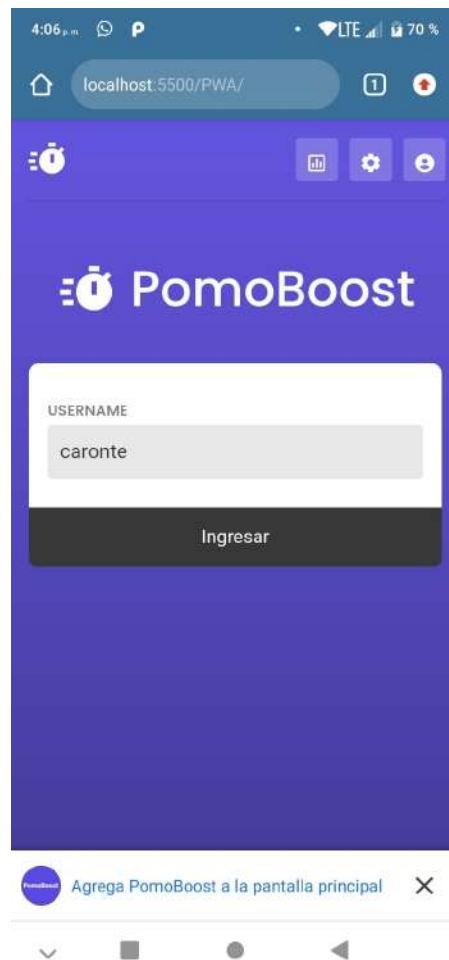 4:06 p.m. P LTE 70 %
localhost:5500/PWA/ 1
PomoBoost
USERNAME
caronte
Ingresar
PomoBoost Agrega PomoBoost a la pantalla principal